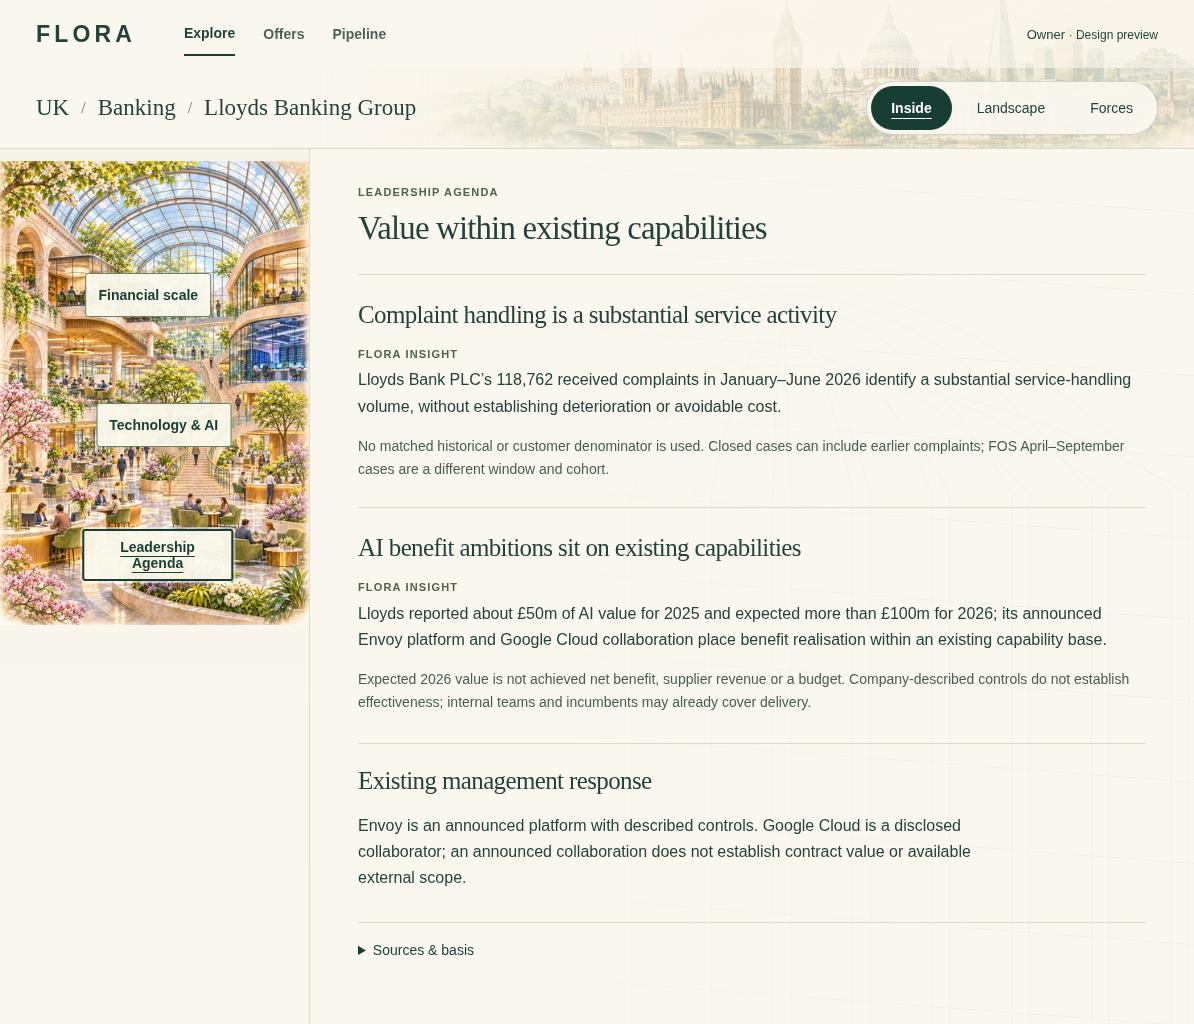 FLORA
Explore
Offers
Pipeline
Owner · Design preview
UK / Banking / Lloyds Banking Group
Inside
Landscape
Forces
Financial scale
Technology & AI
Leadership
Agenda
LEADERSHIP AGENDA
Value within existing capabilities
Complaint handling is a substantial service activity
FLORA INSIGHT
Lloyds Bank PLC’s 118,762 received complaints in January–June 2026 identify a substantial service-handling
volume, without establishing deterioration or avoidable cost.
No matched historical or customer denominator is used. Closed cases can include earlier complaints; FOS April–September
cases are a different window and cohort.
AI benefit ambitions sit on existing capabilities
FLORA INSIGHT
Lloyds reported about £50m of AI value for 2025 and expected more than £100m for 2026; its announced
Envoy platform and Google Cloud collaboration place benefit realisation within an existing capability base.
Expected 2026 value is not achieved net benefit, supplier revenue or a budget. Company-described controls do not establish
effectiveness; internal teams and incumbents may already cover delivery.
Existing management response
Envoy is an announced platform with described controls. Google Cloud is a disclosed
collaborator; an announced collaboration does not establish contract value or available
external scope.
Sources & basis